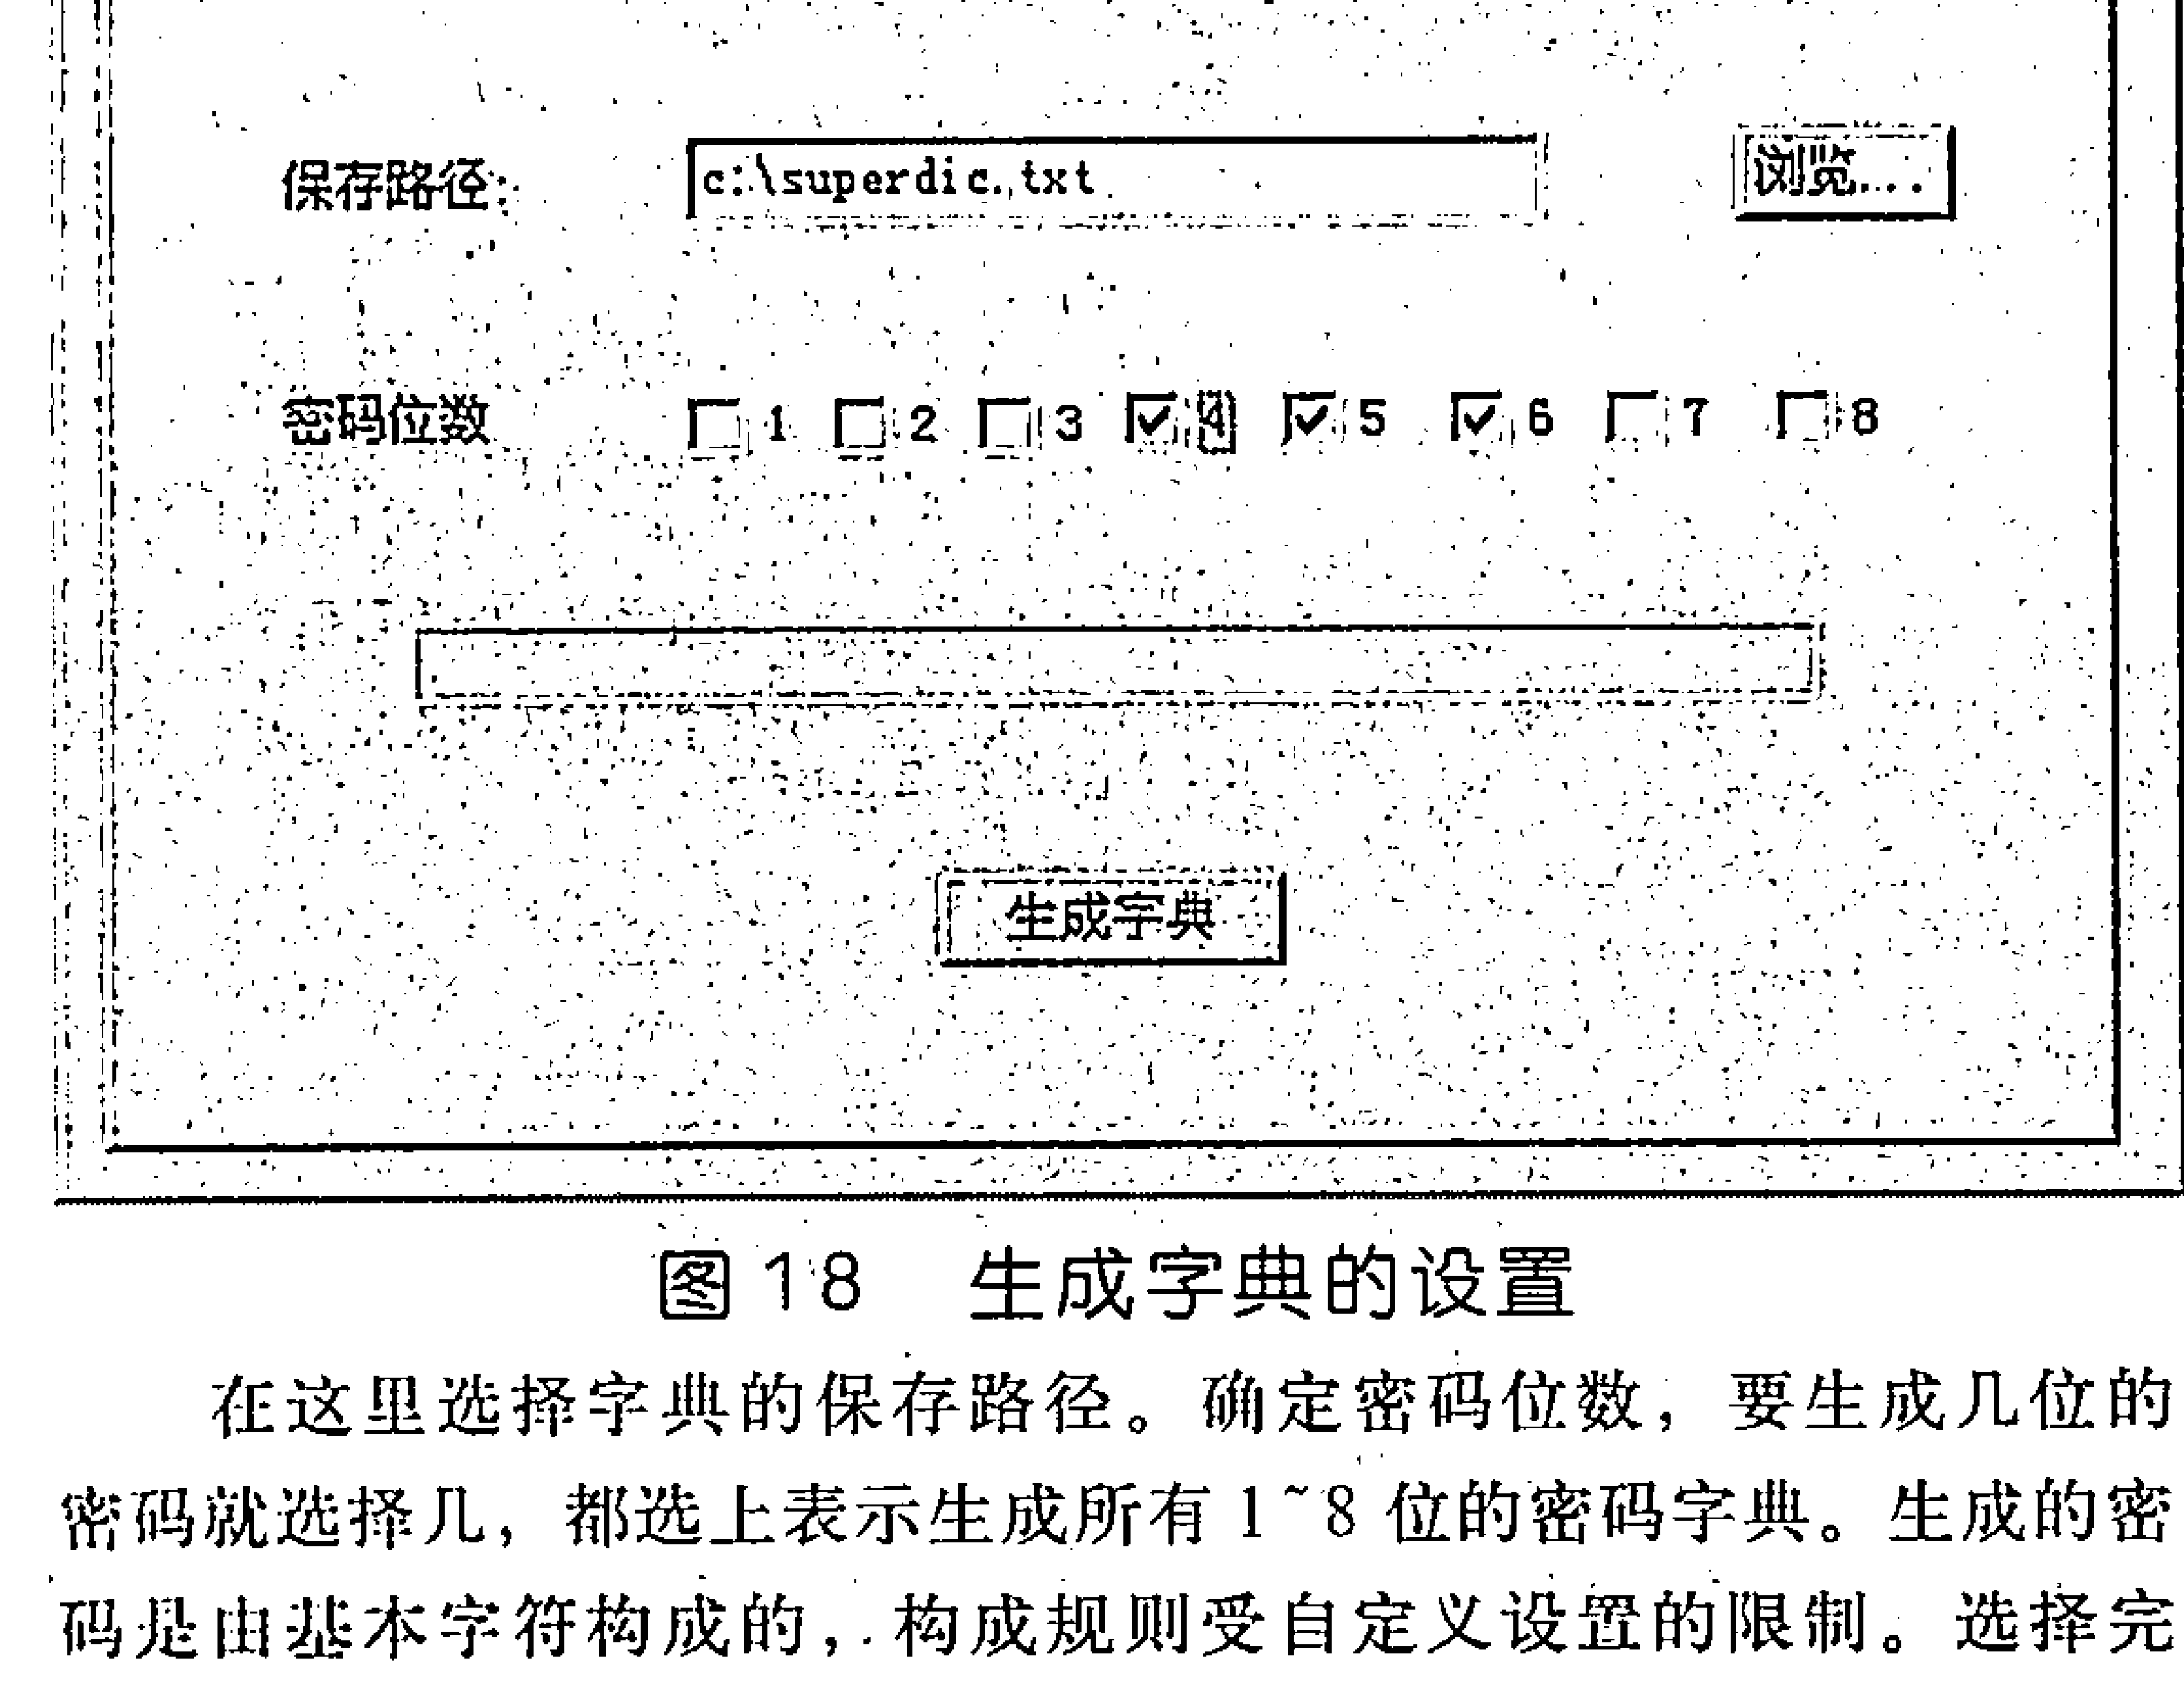 保存路径: c:\superdic.txt 浏览...
密码位数 1 2 3 4 5 6 7 8
生成字典
图18 生成字典的设置
在这里选择字典的保存路径。确定密码位数，要生成几位的
密码就选择几，都选上表示生成所有1~8位的密码字典。生成的密
码是由基本字符构成的，构成规则受自定义设置的限制。选择完